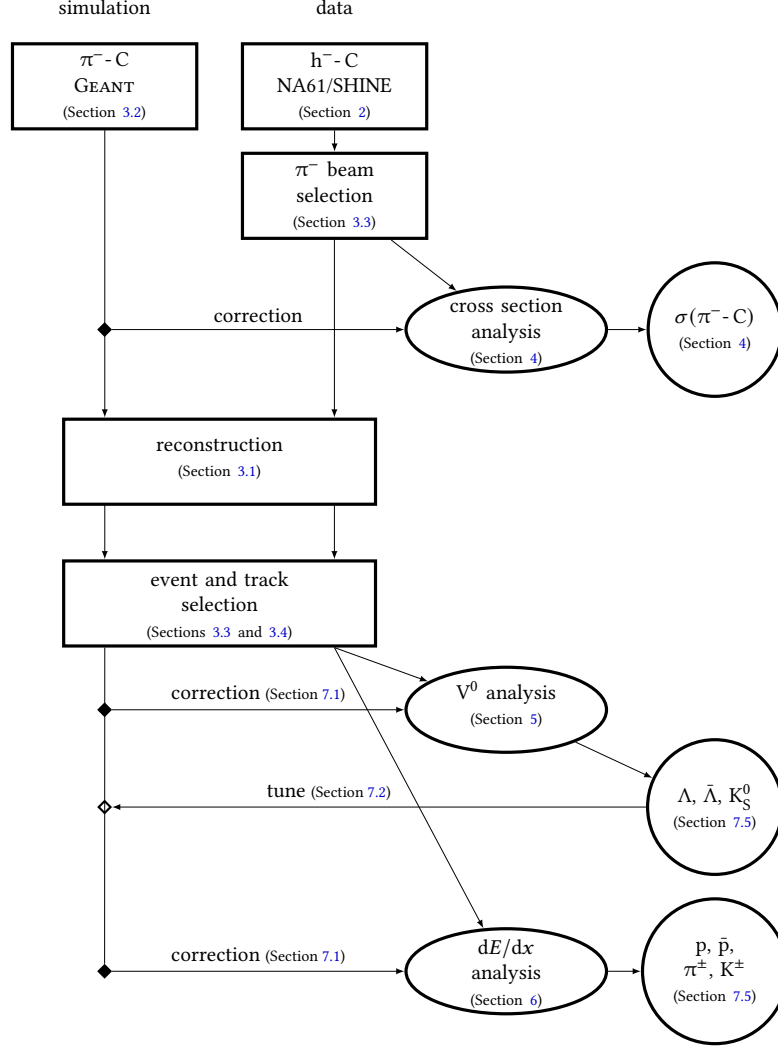 simulation
data
π⁻ - C
GEANT
(Section 3.2)
h⁻ - C
NA61/SHINE
(Section 2)
π⁻ beam
selection
(Section 3.3)
correction
cross section
analysis
(Section 4)
σ(π⁻ - C)
(Section 4)
reconstruction
(Section 3.1)
event and track
selection
(Sections 3.3 and 3.4)
correction (Section 7.1)
V⁰ analysis
(Section 5)
tune (Section 7.2)
Λ, Λ̄, K⁰_S
(Section 7.5)
correction (Section 7.1)
dE/dx
analysis
(Section 6)
p, p̄,
π±, K±
(Section 7.5)